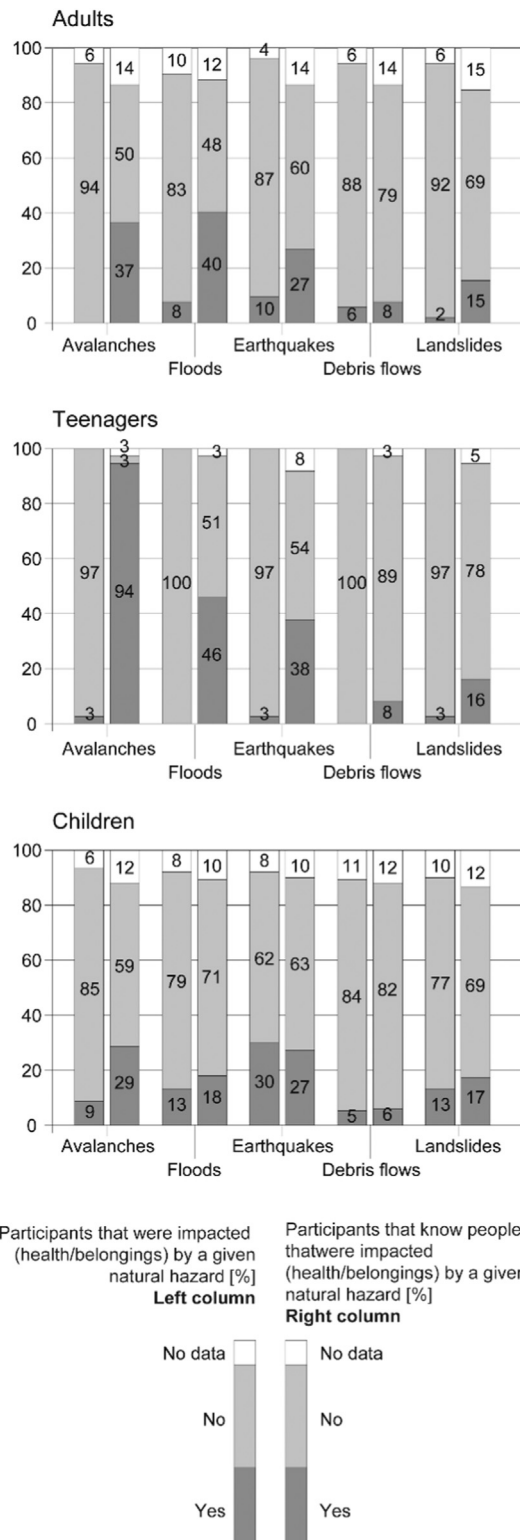 Adults
6 14 10 12 4 14 6 14 6 15
100
80
60
40
20
0
94 50 83 48 87 60 88 79 92 69
37 8 40 10 27 6 8 2 15
Avalanches Earthquakes Landslides
Floods Debris flows
Teenagers
3 3 8 3 5
100
80
60
40
20
0
97 3 100 51 97 54 100 89 97 78
3 94 46 3 38 8 3 16
Avalanches Earthquakes Landslides
Floods Debris flows
Children
6 12 8 10 8 10 11 12 10 12
100
80
60
40
20
0
85 59 79 71 62 63 84 82 77 69
9 29 13 18 30 27 5 6 13 17
Avalanches Earthquakes Landslides
Floods Debris flows
Participants that were impacted
(health/belongings) by a given
natural hazard [%]
Left column
Participants that know people
thatwere impacted
(health/belongings) by a given
natural hazard [%]
Right column
No data No data
No No
Yes Yes